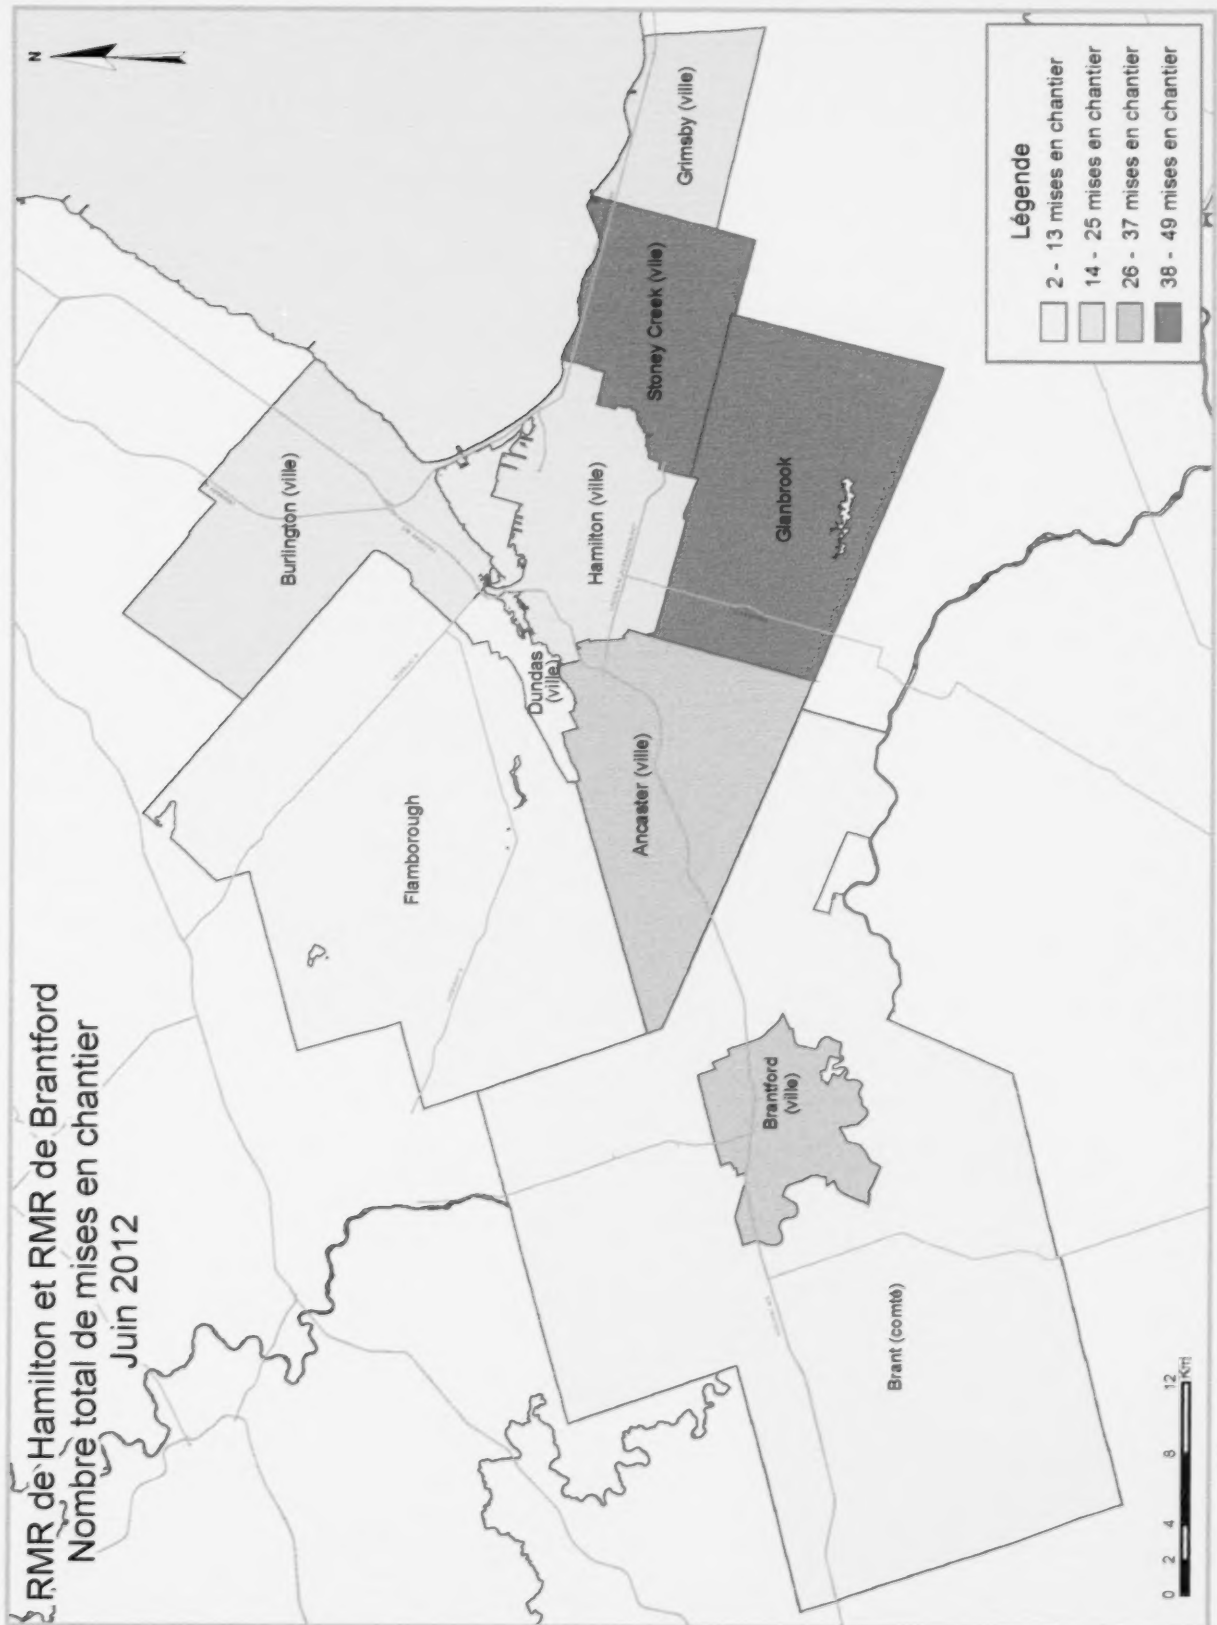 RMR de Hamilton et RMR de Brantford
Nombre total de mises en chantier
Juin 2012
N
Burlington (ville)
Flamborough
Dundas
(ville)
Hamilton (ville)
Stoney Creek (ville)
Grimsby (ville)
Ancaster (ville)
Glanbrook
Brantford
(ville)
Brant (comté)
Légende
2 - 13 mises en chantier
14 - 25 mises en chantier
26 - 37 mises en chantier
38 - 49 mises en chantier
0 2 4 8 12
Km